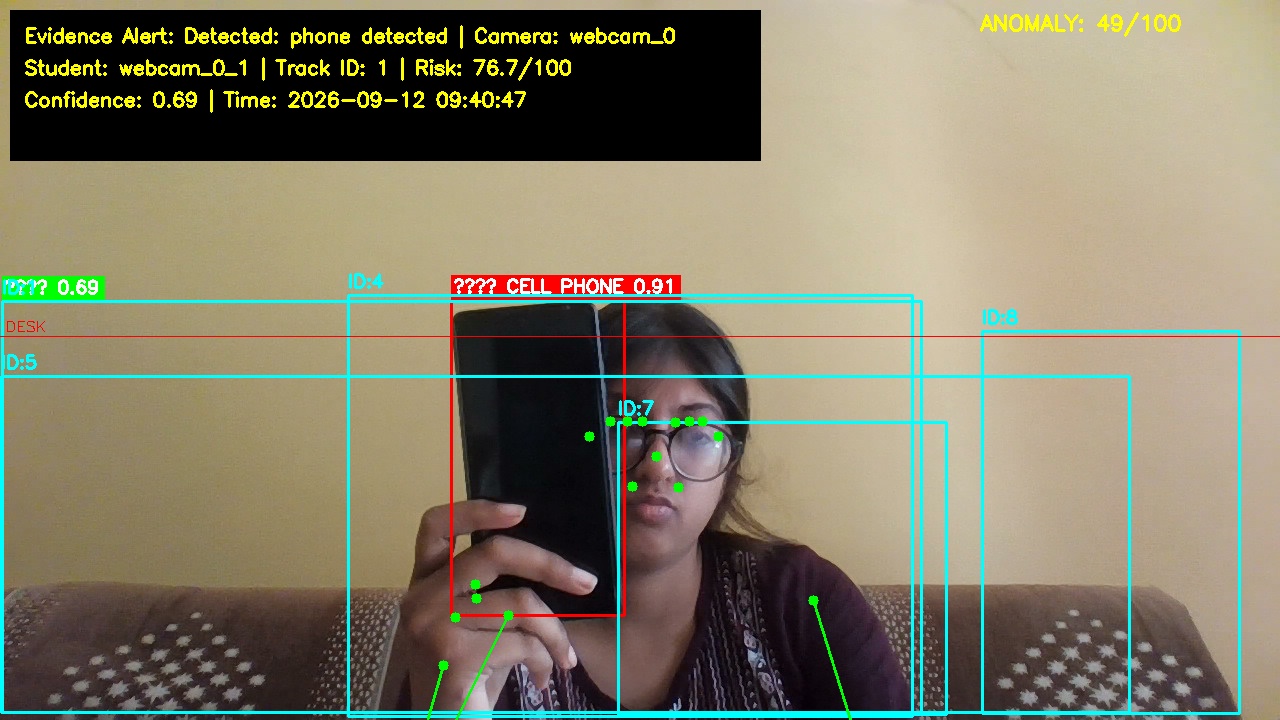 Evidence Alert: Detected: phone detected | Camera: webcam_0
ANOMALY: 49/100
Student: webcam_0_1 | Track ID: 1 | Risk: 76.7/100
Confidence: 0.69 | Time: 2026-09-12 09:40:47
ID:4
???? CELL PHONE 0.91
???? 0.69
ID:8
DESK
ID:5
ID:7